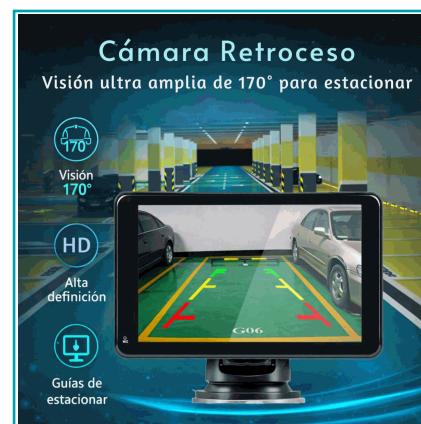 Cámara Retroceso
Visión ultra amplia de 170° para estacionar
170°
Visión
170°
HD
Alta
definición
Guías de
estacionar
G06